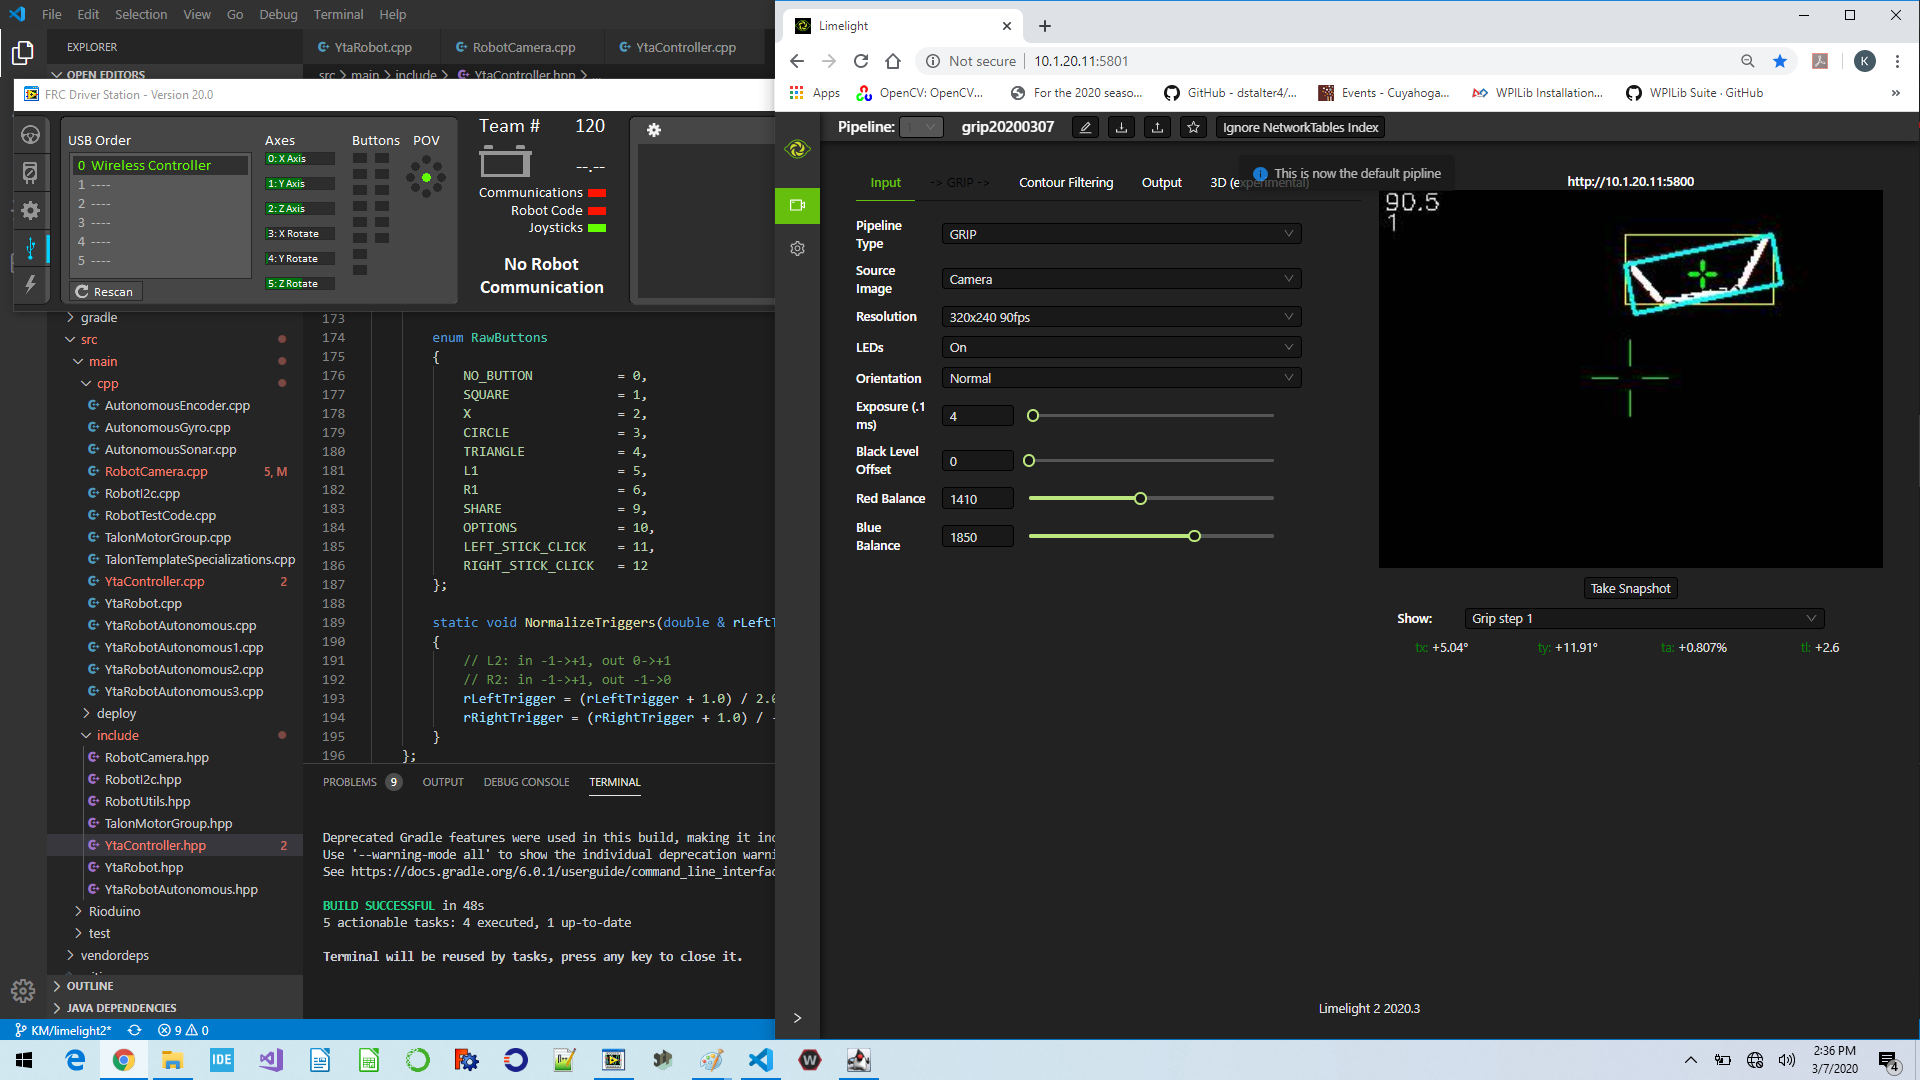 File Edit Selection View Go Debug Terminal Help
EXPLORER
YtaRobot.cpp RobotCamera.cpp YtaController.cpp
OPEN EDITORS
src > main > include > YtaController.hpp > ...
FRC Driver Station - Version 20.0
USB Order
0 Wireless Controller
1 ----
2 ----
3 ----
4 ----
5 ----
Rescan
Axes
0: X Axis
1: Y Axis
2: Z Axis
3: X Rotate
4: Y Rotate
5: Z Rotate
Buttons
POV
Team # 120
--.--
Communications
Robot Code
Joysticks
No Robot
Communication
gradle
src
main
cpp
AutonomousEncoder.cpp
AutonomousGyro.cpp
AutonomousSonar.cpp
RobotCamera.cpp 5, M
RobotI2c.cpp
RobotTestCode.cpp
TalonMotorGroup.cpp
TalonTemplateSpecializations.cpp
YtaController.cpp 2
YtaRobot.cpp
YtaRobotAutonomous.cpp
YtaRobotAutonomous1.cpp
YtaRobotAutonomous2.cpp
YtaRobotAutonomous3.cpp
deploy
include
RobotCamera.hpp
RobotI2c.hpp
RobotUtils.hpp
TalonMotorGroup.hpp
YtaController.hpp 2
YtaRobot.hpp
YtaRobotAutonomous.hpp
Rioduino
test
vendordeps
OUTLINE
JAVA DEPENDENCIES
173
174 enum RawButtons
175 {
176 NO_BUTTON = 0,
177 SQUARE = 1,
178 X = 2,
179 CIRCLE = 3,
180 TRIANGLE = 4,
181 L1 = 5,
182 R1 = 6,
183 SHARE = 9,
184 OPTIONS = 10,
185 LEFT_STICK_CLICK = 11,
186 RIGHT_STICK_CLICK = 12
187 };
188
189 static void NormalizeTriggers(double & rLeftT
190 {
191 // L2: in -1->+1, out 0->+1
192 // R2: in -1->+1, out -1->0
193 rLeftTrigger = (rLeftTrigger + 1.0) / 2.0
194 rRightTrigger = (rRightTrigger + 1.0) / -
195 }
196 };
PROBLEMS 9 OUTPUT DEBUG CONSOLE TERMINAL
Deprecated Gradle features were used in this build, making it inc
Use '--warning-mode all' to show the individual deprecation warni
See https://docs.gradle.org/6.0.1/userguide/command_line_interfac
BUILD SUCCESSFUL in 48s
5 actionable tasks: 4 executed, 1 up-to-date
Terminal will be reused by tasks, press any key to close it.
KM/limelight2* 9 0
Limelight
Not secure 10.1.20.11:5801
K
Apps OpenCV: OpenCV... For the 2020 seaso... GitHub - dstalter4/... Events - Cuyahoga... WPILib Installation... WPILib Suite · GitHub »
Pipeline: 1 grip20200307 Ignore NetworkTables Index
This is now the default pipline
Input -> GRIP -> Contour Filtering Output 3D (experimental)
Pipeline Type GRIP
Source Image Camera
Resolution 320x240 90fps
LEDs On
Orientation Normal
Exposure (.1 ms) 4
Black Level Offset 0
Red Balance 1410
Blue Balance 1850
http://10.1.20.11:5800
90.5
1
Take Snapshot
Show: Grip step 1
tx: +5.04° ty: +11.91° ta: +0.807% tl: +2.6
Limelight 2 2020.3
IDE
W
2:36 PM
3/7/2020
4